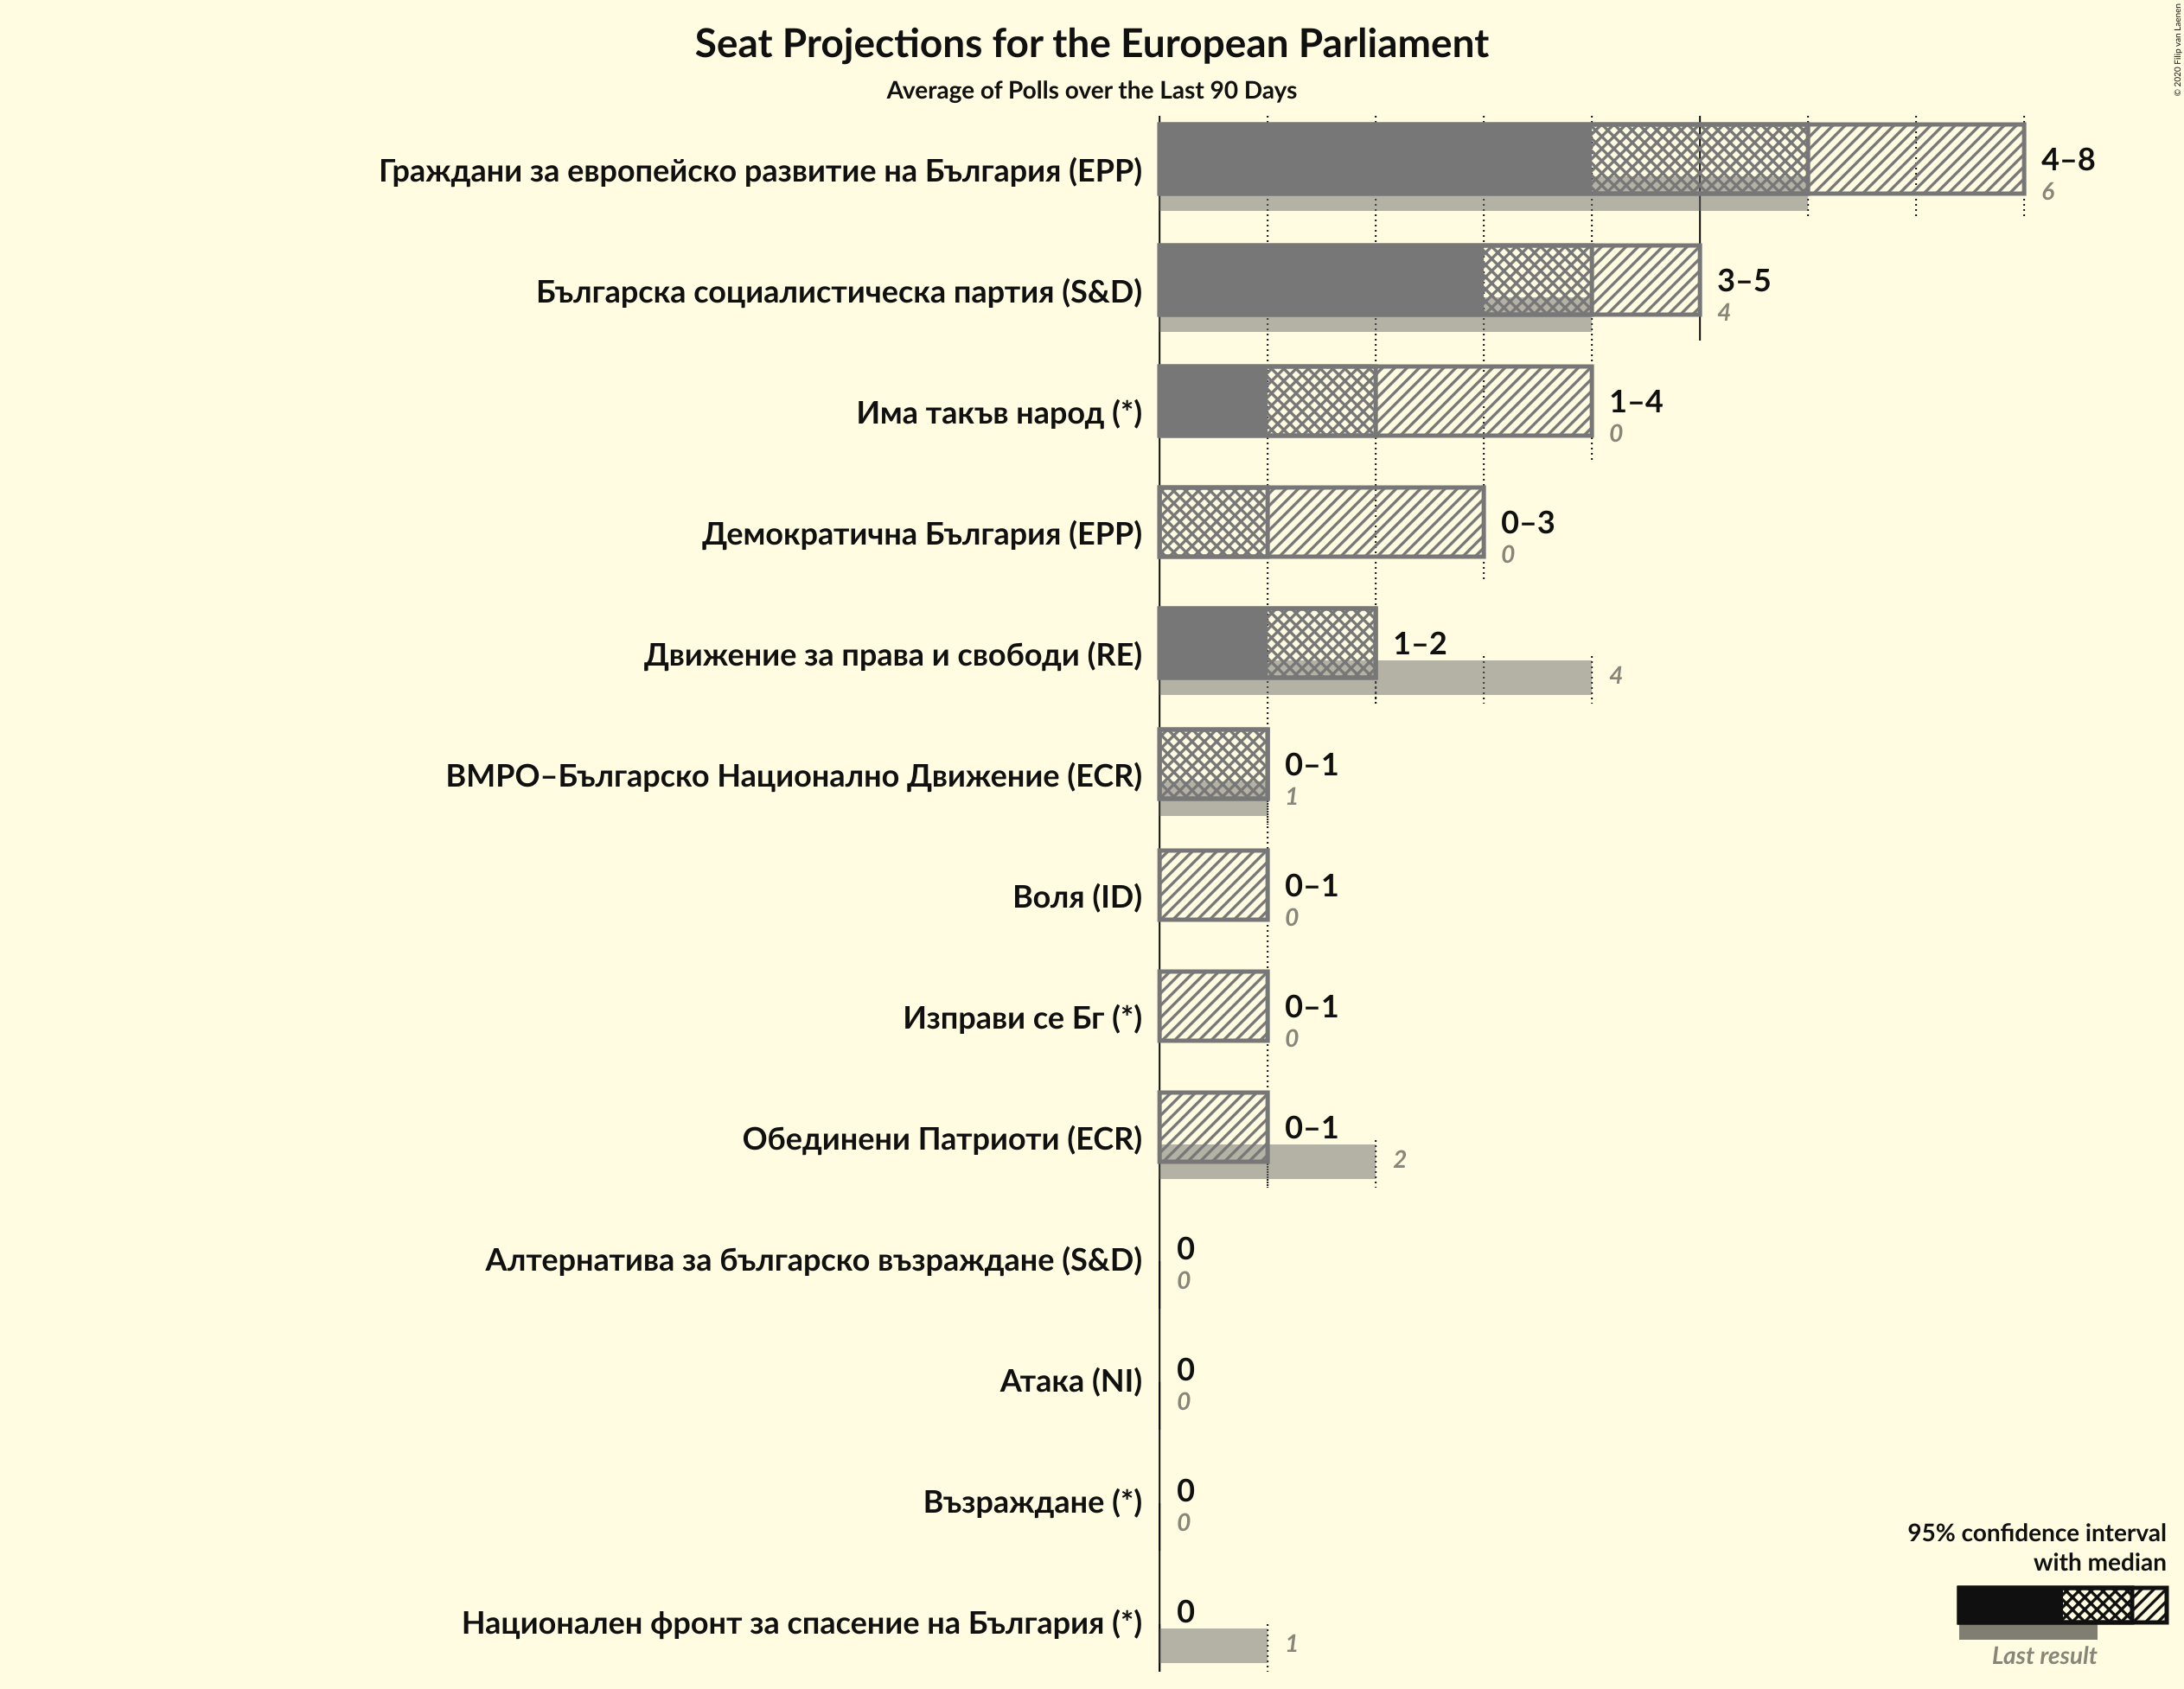 Seat Projections for the European Parliament
Average of Polls over the Last 90 Days
© 2020 Filip van Laenen
Граждани за европейско развитие на България (EPP)
4–8
6
Българска социалистическа партия (S&D)
3–5
4
Има такъв народ (*)
1–4
0
Демократична България (EPP)
0–3
0
Движение за права и свободи (RE)
1–2
4
ВМРО–Българско Национално Движение (ECR)
0–1
1
Воля (ID)
0–1
0
Изправи се Бг (*)
0–1
0
Обединени Патриоти (ECR)
0–1
2
Алтернатива за българско възраждане (S&D)
0
0
Атака (NI)
0
0
Възраждане (*)
0
0
Национален фронт за спасение на България (*)
0
1
95% confidence interval
with median
Last result